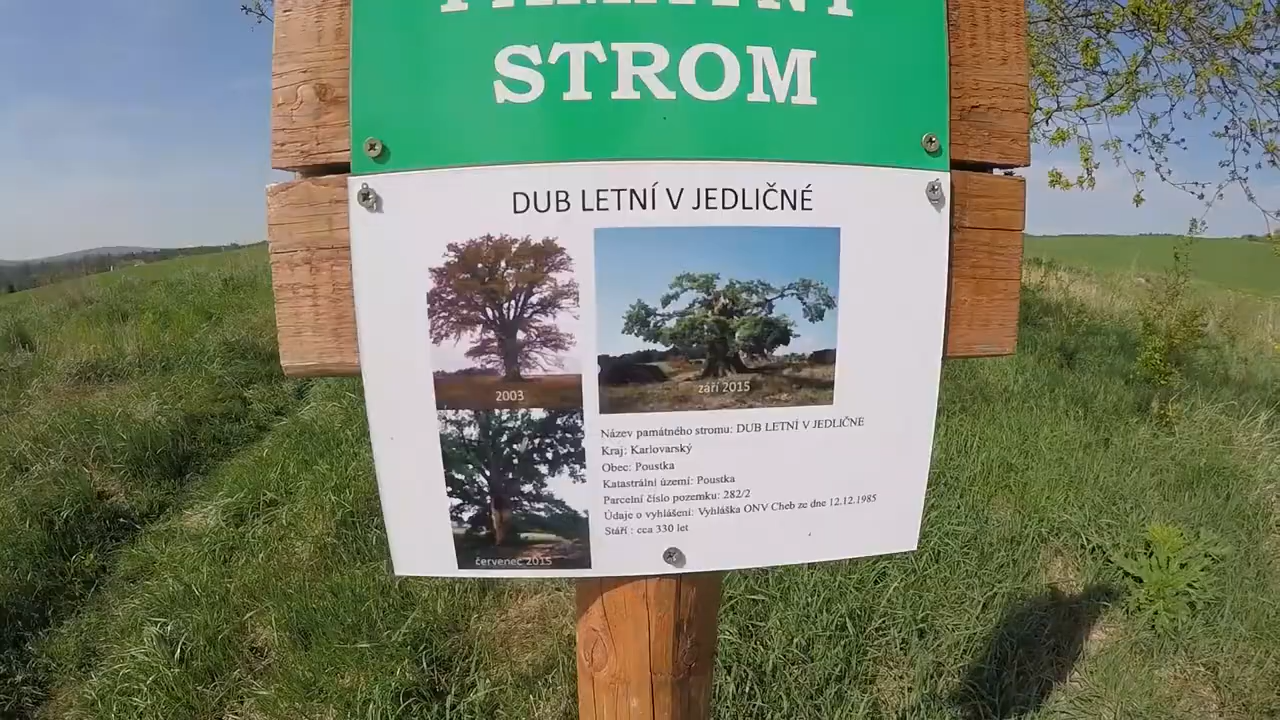 PAMÁTNÝ
STROM
DUB LETNÍ V JEDLIČNÉ
2003
září 2015
červenec 2015
Název památného stromu: DUB LETNÍ V JEDLIČNE
Kraj: Karlovarský
Obec: Poustka
Katastrální území: Poustka
Parcelní číslo pozemku: 282/2
Údaje o vyhlášení: Vyhláška ONV Cheb ze dne 12.12.1985
Stáří : cca 330 let